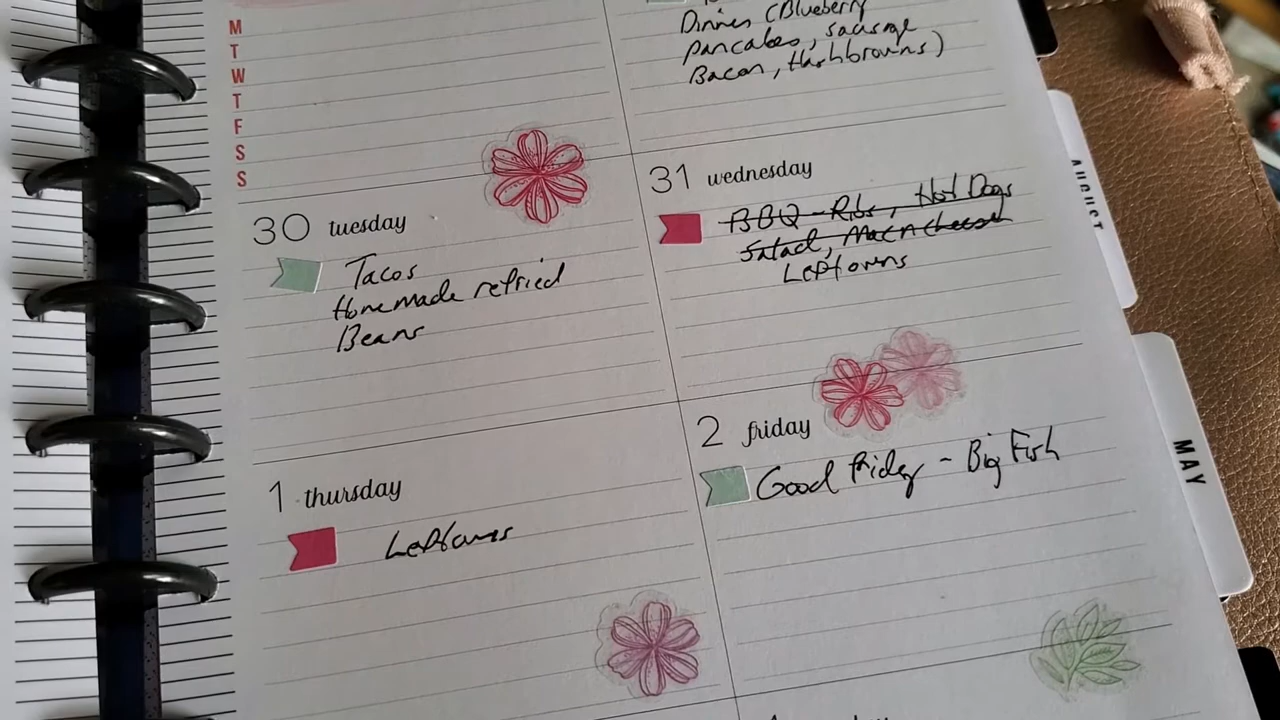 M
T
W
T
F
S
S
Dinner (Blueberry
pancakes, sausage
Bacon, Hashbrowns)
30 tuesday
Tacos
Homemade refried
Beans
31 wednesday
BBQ - Ribs, Hot Dogs
Salad, Mac n cheese
Leftovers
1 thursday
Leftovers
2 friday
Good Friday - Big Fish
AUGUST
MAY